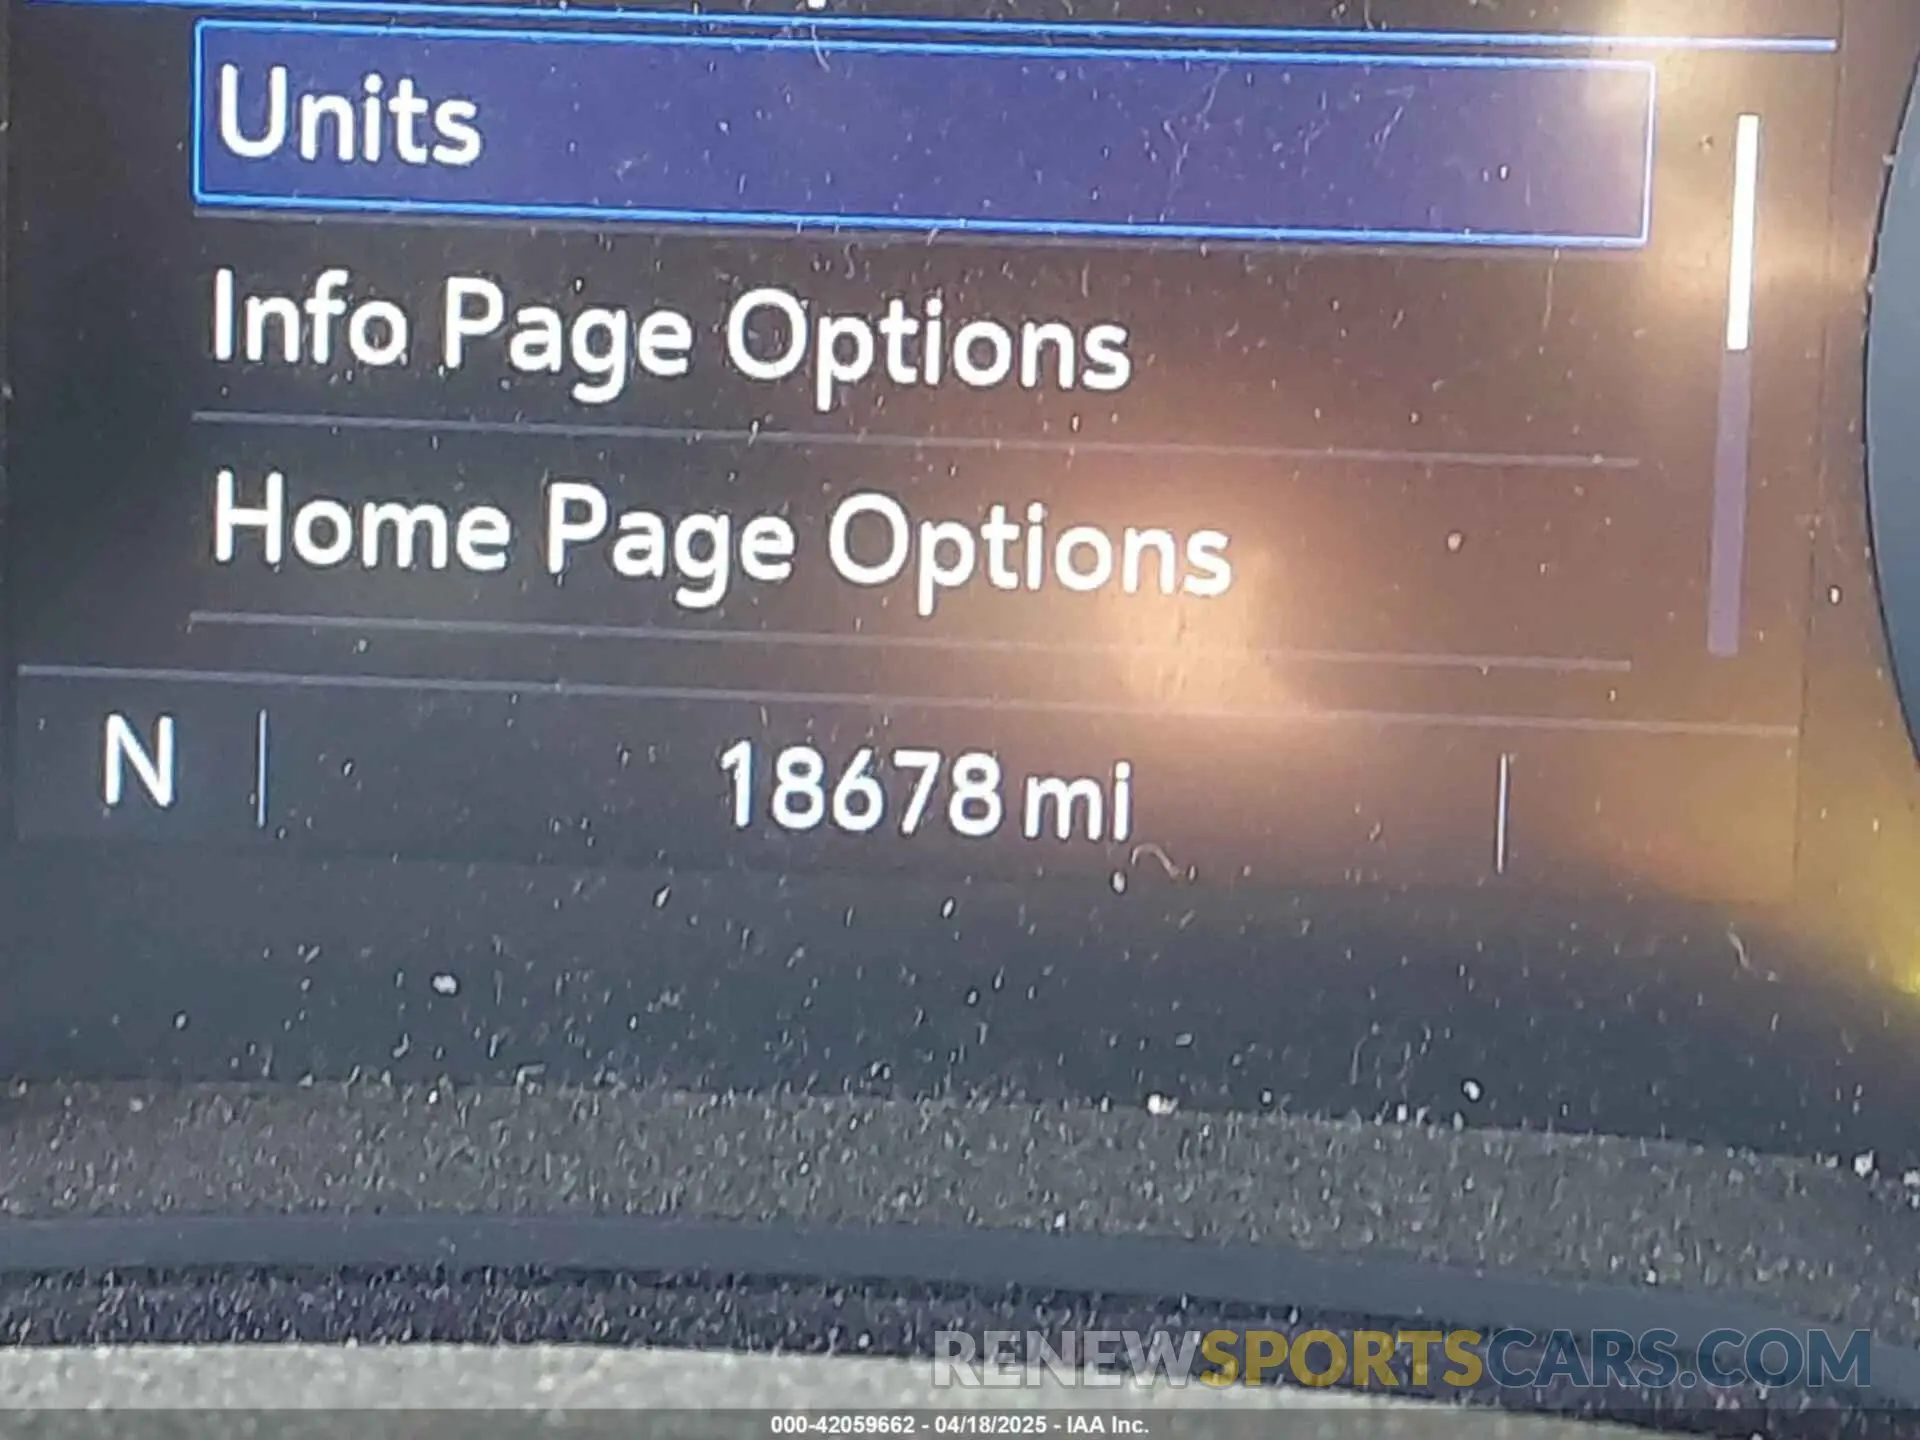 Units
Info Page Options
Home Page Options
N 18678 mi
RENEWSPORTSCARS.COM
000-42059662 - 04/18/2025 - IAA Inc.